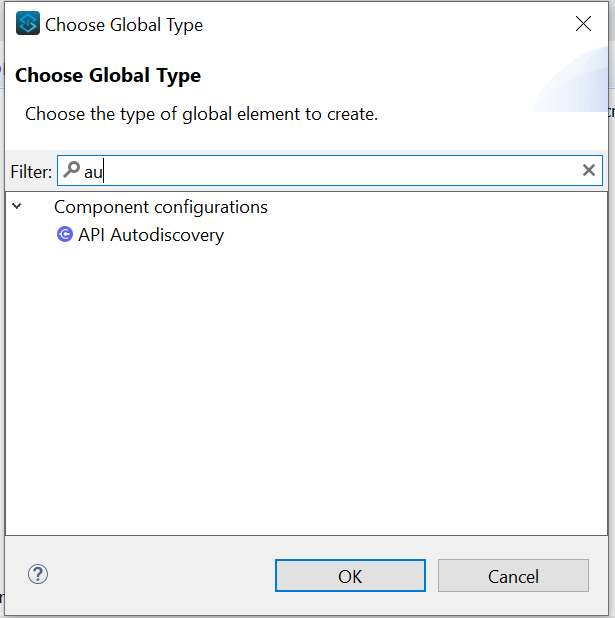 Choose Global Type
Choose Global Type
Choose the type of global element to create.
Filter: au
Component configurations
API Autodiscovery
OK
Cancel